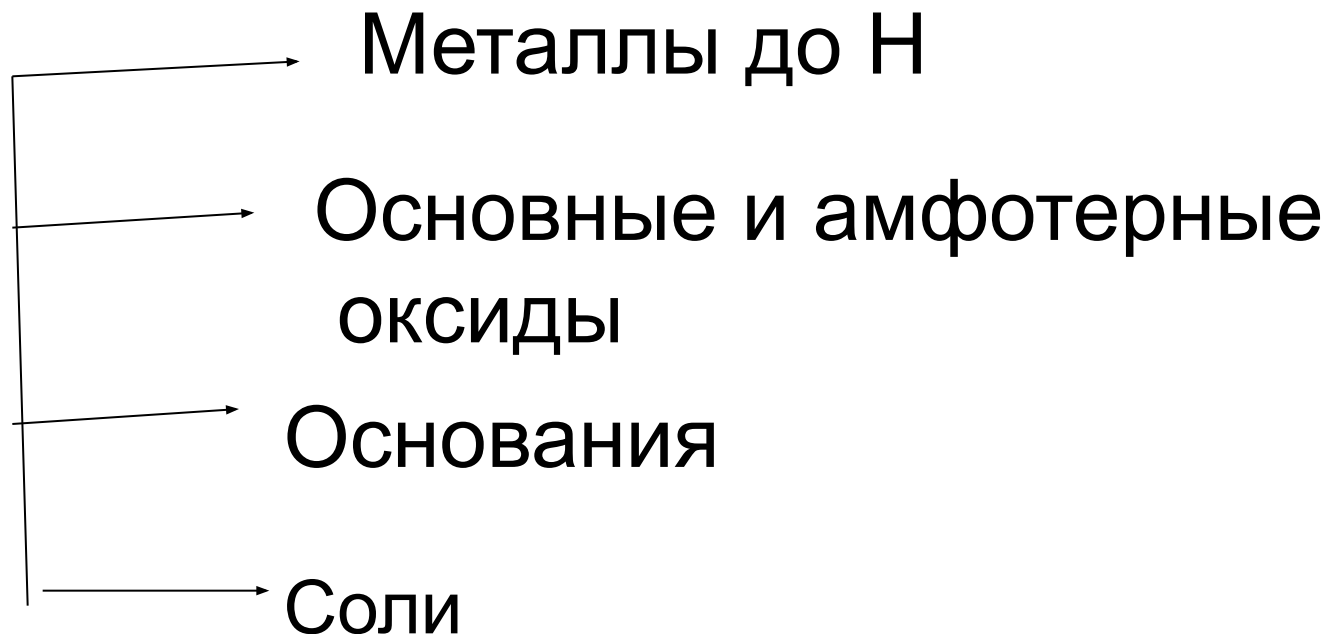 Металлы до Н
Основные и амфотерные
оксиды
Основания
Соли